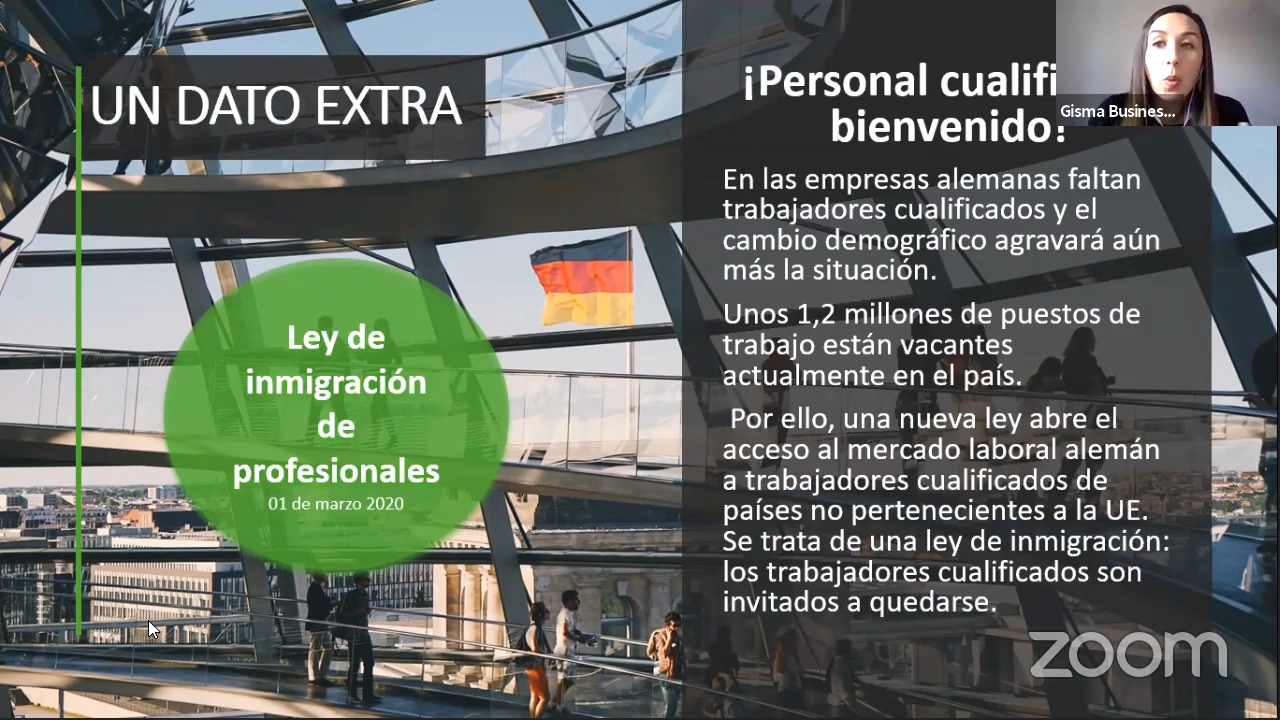 UN DATO EXTRA
Ley de
inmigración
de
profesionales
01 de marzo 2020
¡Personal
bienvenido!
En las empresas alemanas faltan
trabajadores cualificados y el
cambio demográfico agravará aún
más la situación.
Unos 1,2 millones de puestos de
trabajo están vacantes
actualmente en el país.
Por ello, una nueva ley abre el
acceso al mercado laboral alemán
a trabajadores cualificados de
países no pertenecientes a la UE.
Se trata de una ley de inmigración:
los trabajadores cualificados son
invitados a quedarse.
Gisma Busines...
zoom